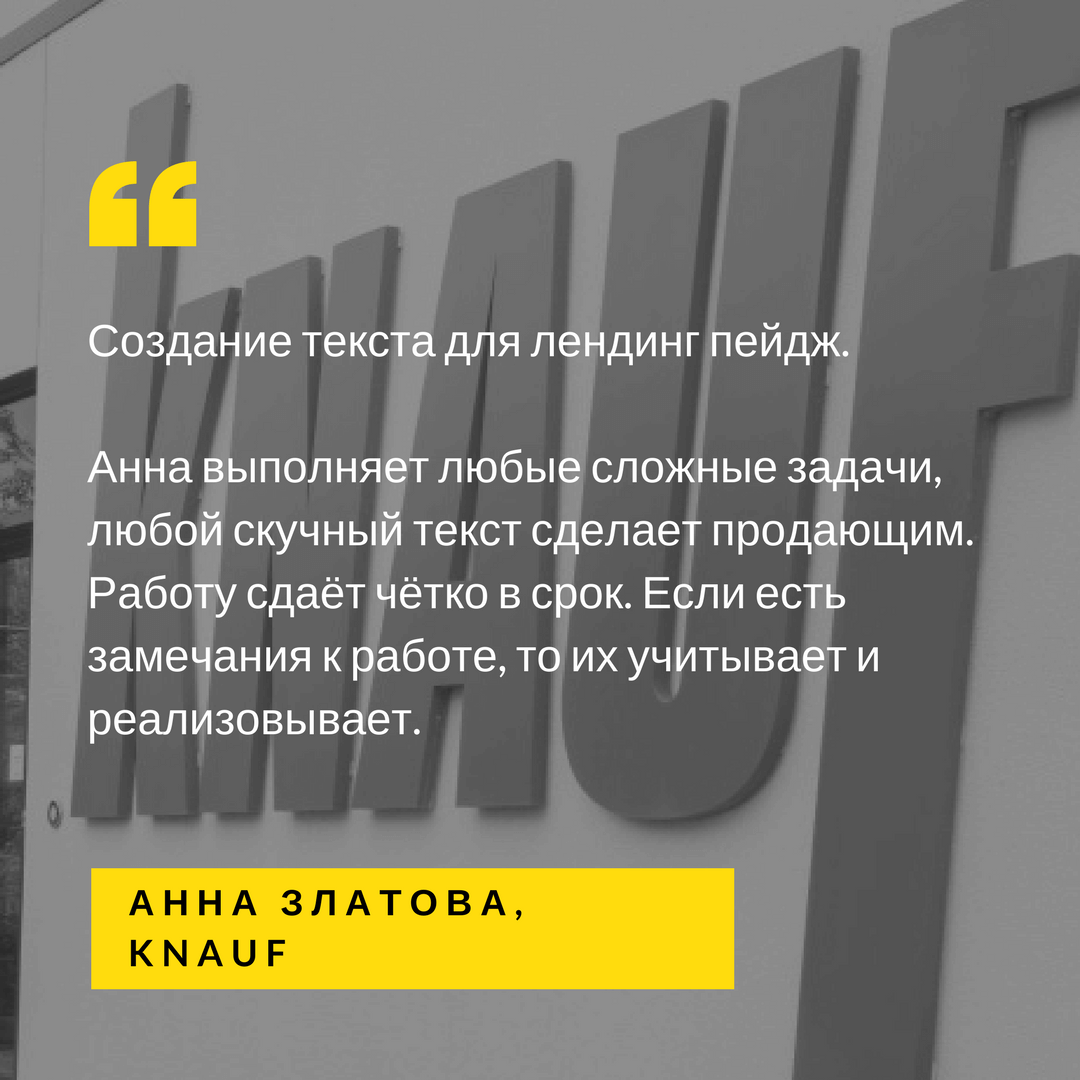 KNAUF
“
Создание текста для лендинг пейдж.
Анна выполняет любые сложные задачи,
любой скучный текст сделает продающим.
Работу сдаёт чётко в срок. Если есть
замечания к работе, то их учитывает и
реализовывает.
АННА ЗЛАТОВА,
KNAUF